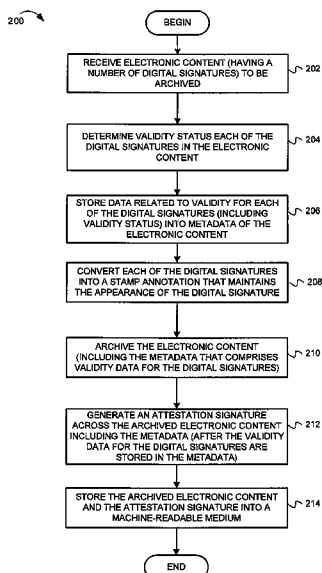 200
BEGIN
RECEIVE ELECTRONIC CONTENT (HAVING A
NUMBER OF DIGITAL SIGNATURES) TO BE
ARCHIVED
202
DETERMINE VALIDITY STATUS EACH OF THE
DIGITAL SIGNATURES IN THE ELECTRONIC
CONTENT
204
STORE DATA RELATED TO VALIDITY FOR EACH
OF THE DIGITAL SIGNATURES (INCLUDING
VALIDITY STATUS) INTO METADATA OF THE
ELECTRONIC CONTENT
206
CONVERT EACH OF THE DIGITAL SIGNATURES
INTO A STAMP ANNOTATION THAT MAINTAINS
THE APPEARANCE OF THE DIGITAL SIGNATURE
208
ARCHIVE THE ELECTRONIC CONTENT
(INCLUDING THE METADATA THAT COMPRISES
VALIDITY DATA FOR THE DIGITAL SIGNATURES)
210
GENERATE AN ATTESTATION SIGNATURE
ACROSS THE ARCHIVED ELECTRONIC CONTENT
INCLUDING THE METADATA (AFTER THE VALIDITY
DATA FOR THE DIGITAL SIGNATURES ARE
STORED IN THE METADATA)
212
STORE THE ARCHIVED ELECTRONIC CONTENT
AND THE ATTESTATION SIGNATURE INTO A
MACHINE-READABLE MEDIUM
214
END